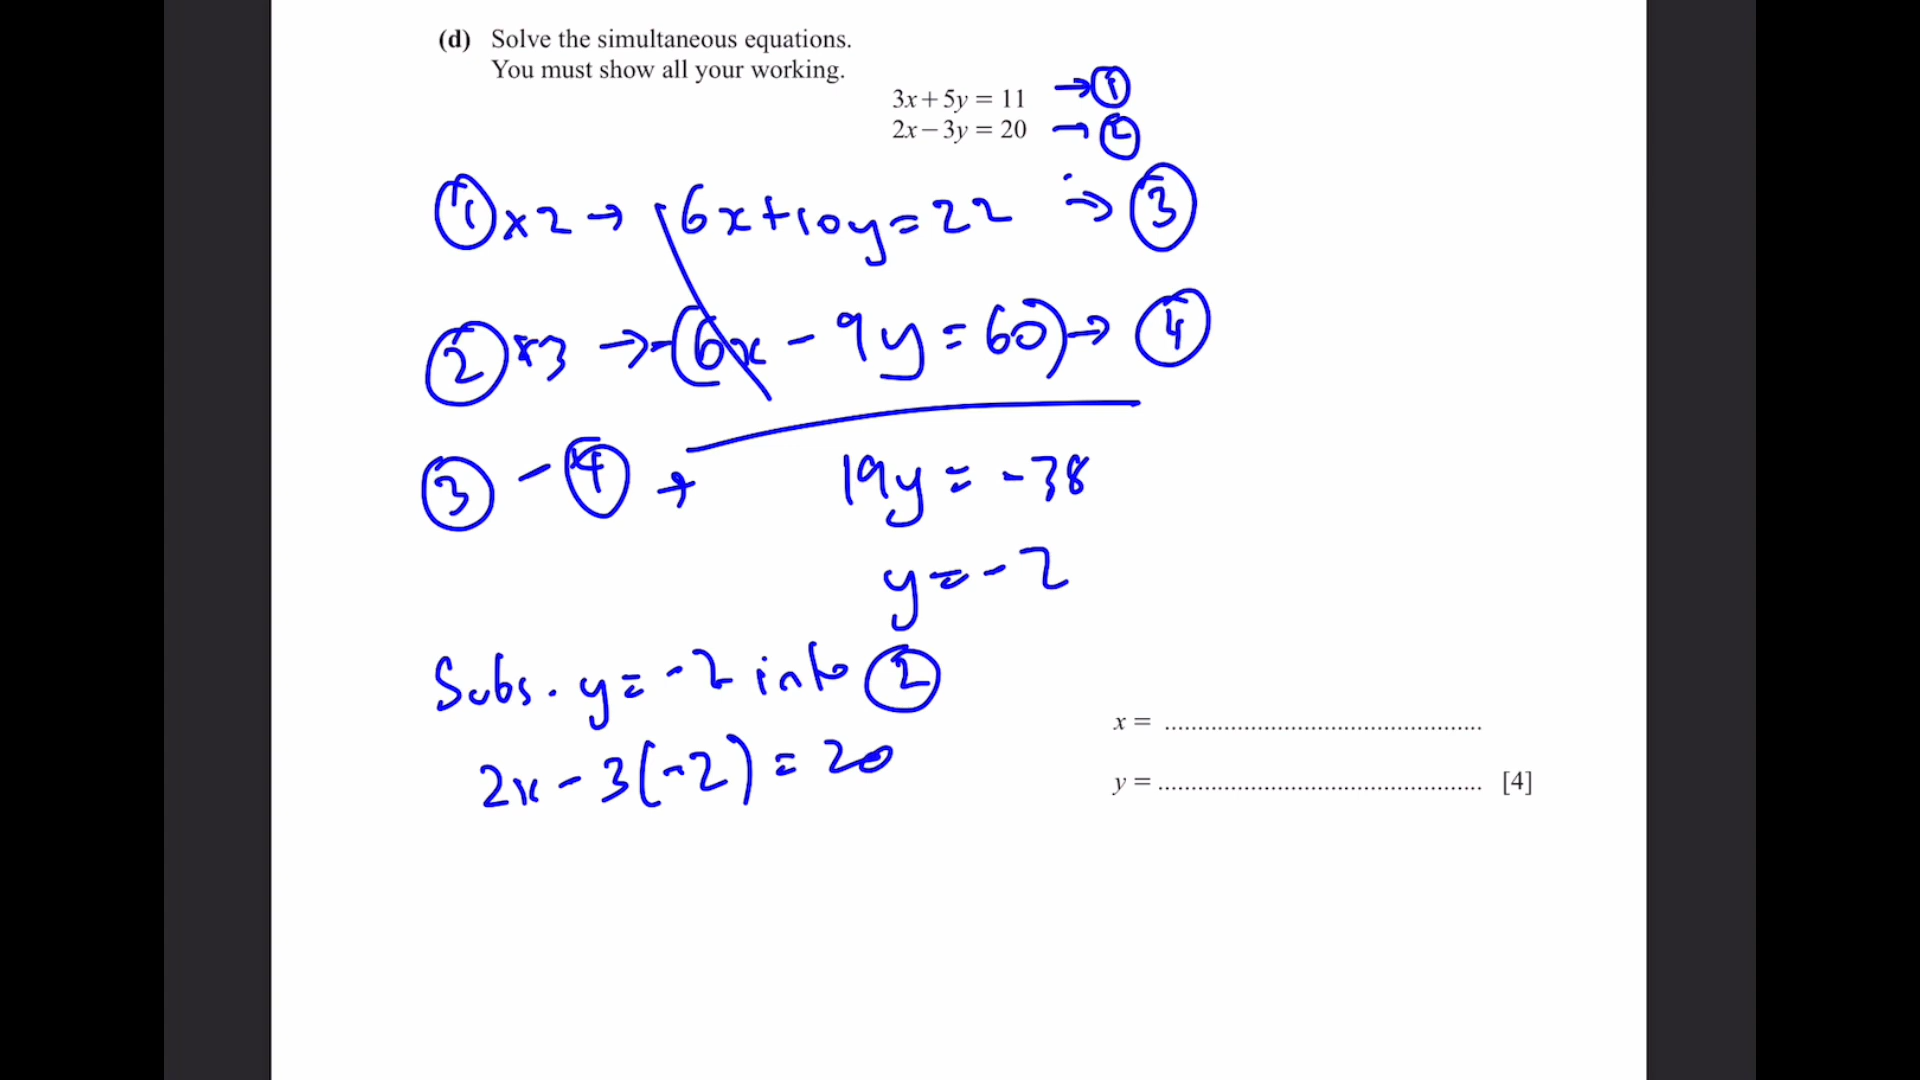 (d) Solve the simultaneous equations.
You must show all your working.
3x + 5y = 11 → ①
2x − 3y = 20 → ②
① × 2 → 6x + 10y = 22 ⇒ ③
② × 3 → -(6x - 9y = 60) → ④
③ - ④ → 19y = -38
y = -2
Subs. y = -2 into ②
2x - 3(-2) = 20
x = ................................................
y = ................................................. [4]